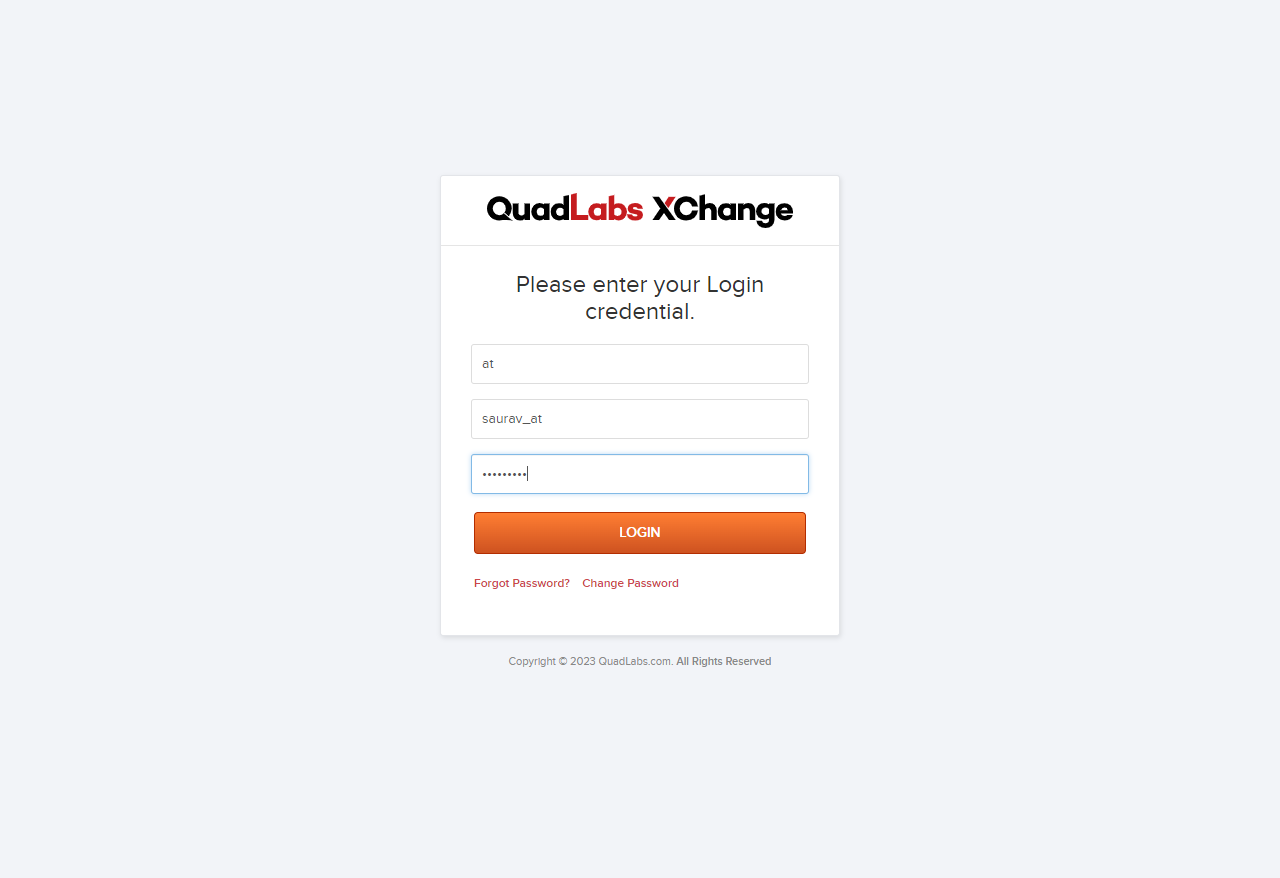 QuadLabs XChange
Please enter your Login
credential.
at
saurav_at
•••••••••
LOGIN
Forgot Password? Change Password
Copyright © 2023 QuadLabs.com. All Rights Reserved